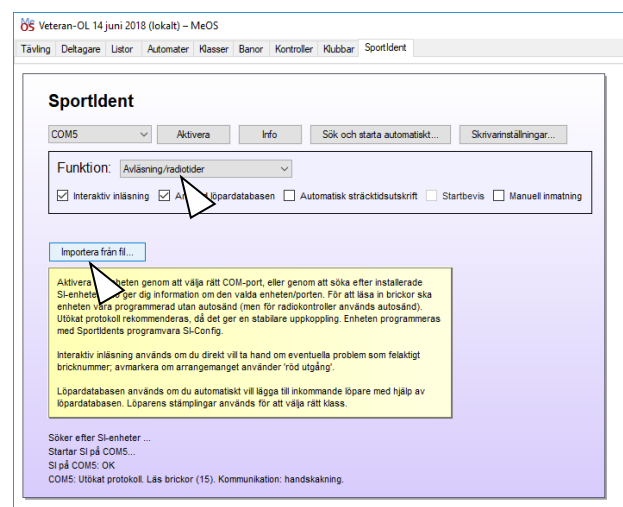 MeOS Veteran-OL 14 juni 2018 (lokalt) – MeOS
Tävling Deltagare Listor Automater Klasser Banor Kontroller Klubbar SportIdent
SportIdent
COM5 Aktivera Info Sök och starta automatiskt... Skrivarinställningar...
Funktion: Avläsning/radiotider
Interaktiv inläsning löpardatabasen Automatisk sträcktidsutskrift Startbevis Manuell inmatning
Importera från fil...
Aktivera genom att välja rätt COM-port, eller genom att söka efter installerade
SI-enheter ger dig information om den valda enheten/porten. För att läsa in brickor ska
enheten vara programmerad utan autosänd (men för radiokontroller används autosänd).
Utökat protokoll rekommenderas, då det ger en stabilare uppkoppling. Enheten programmeras
med SportIdents programvara SI-Config.
Interaktiv inläsning används om du direkt vill ta hand om eventuella problem som felaktigt
bricknummer; avmarkera om arrangemanget använder 'röd utgång'.
Löpardatabasen används om du automatiskt vill lägga till inkommande löpare med hjälp av
löpardatabasen. Löparens stämplingar används för att välja rätt klass.
Söker efter SI-enheter ...
Startar SI på COM5...
SI på COM5: OK
COM5: Utökat protokoll. Läs brickor (15). Kommunikation: handskakning.